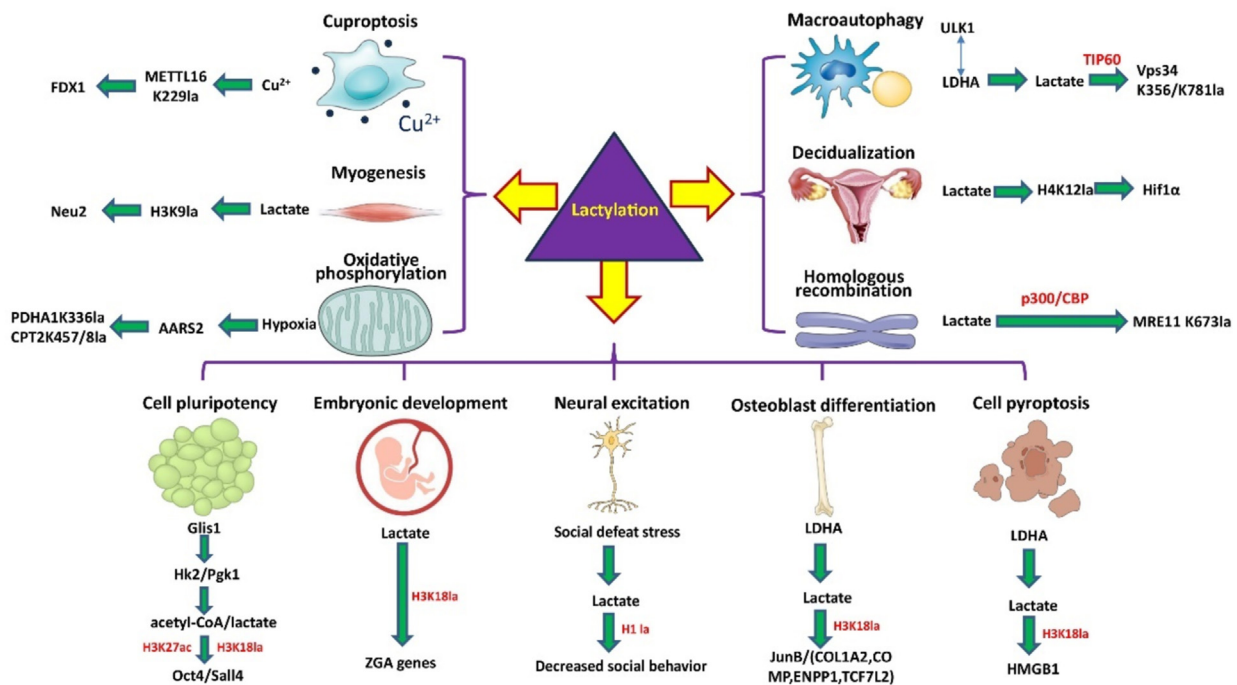 Cuproptosis
FDX1
METTL16
K229la
Cu²⁺
Cu²⁺
Myogenesis
Neu2
H3K9la
Lactate
Oxidative
phosphorylation
PDHA1K336la
CPT2K457/8la
AARS2
Hypoxia
Lactylation
Macroautophagy
ULK1
LDHA
Lactate
TIP60
Vps34
K356/K781la
Decidualization
Lactate
H4K12la
Hif1α
Homologous
recombination
Lactate
p300/CBP
MRE11 K673la
Cell pluripotency
Glis1
Hk2/Pgk1
acetyl-CoA/lactate
H3K27ac
H3K18la
Oct4/Sall4
Embryonic development
Lactate
H3K18la
ZGA genes
Neural excitation
Social defeat stress
Lactate
H1 la
Decreased social behavior
Osteoblast differentiation
LDHA
Lactate
H3K18la
JunB/(COL1A2,CO
MP,ENPP1,TCF7L2)
Cell pyroptosis
LDHA
Lactate
H3K18la
HMGB1